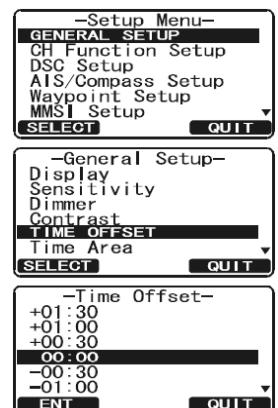 —Setup Menu—
GENERAL SETUP
CH Function Setup
DSC Setup
AIS/Compass Setup
Waypoint Setup
MMSI Setup
SELECT QUIT
—General Setup—
Display
Sensitivity
Dimmer
Contrast
TIME OFFSET
Time Area
SELECT QUIT
—Time Offset—
+01:30
+01:00
+00:30
00:00
−00:30
−01:00
ENT QUIT